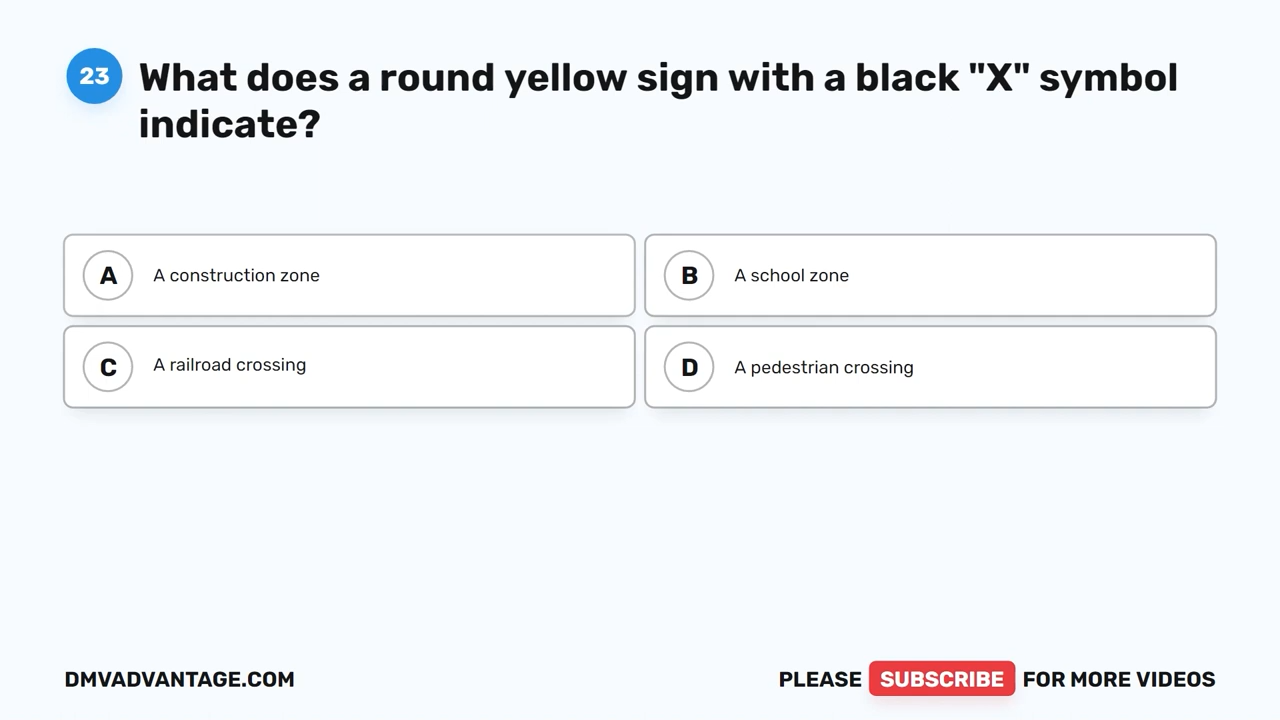 23
What does a round yellow sign with a black "X" symbol
indicate?
A A construction zone
B A school zone
C A railroad crossing
D A pedestrian crossing
DMVADVANTAGE.COM
PLEASE SUBSCRIBE FOR MORE VIDEOS